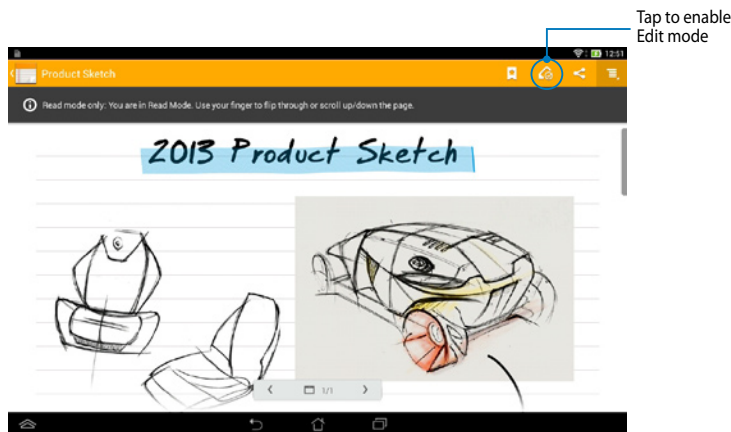 Tap to enable
Edit mode
12:51
Product Sketch
Read mode only: You are in Read Mode. Use your finger to flip through or scroll up/down the page.
2013 Product Sketch
1/1